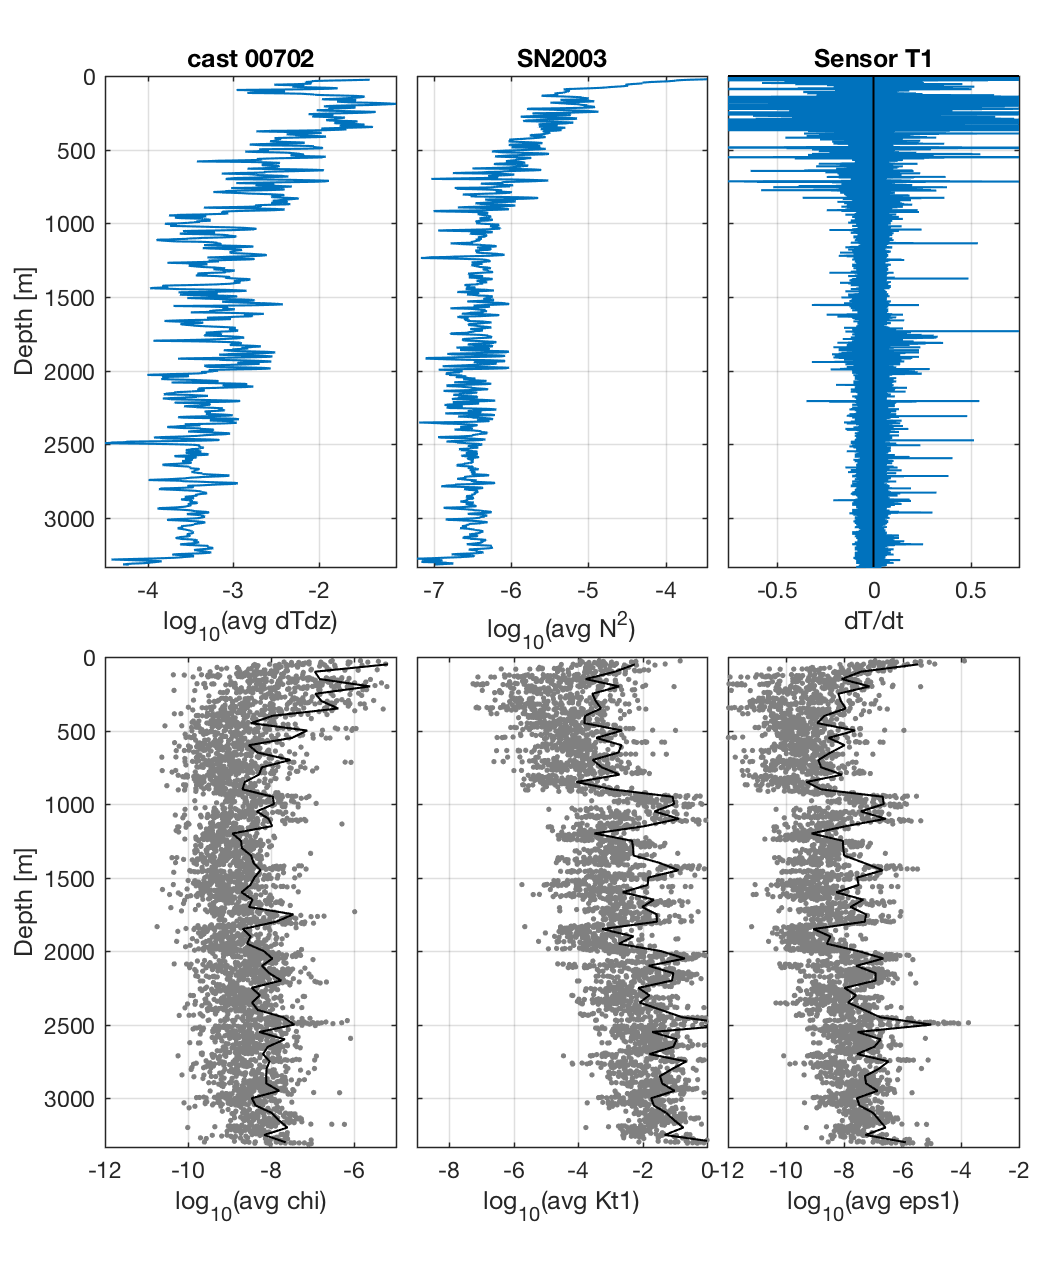 cast 00702 SN2003 Sensor T1
0
500
1000
1500
2000
2500
3000
Depth [m]
-4 -3 -2 -7 -6 -5 -4 -0.5 0 0.5
log10(avg dTdz) log10(avg N2) dT/dt
0
500
1000
1500
2000
2500
3000
Depth [m]
-12 -10 -8 -6 -8 -6 -4 -2 0 -12 -10 -8 -6 -4 -2
log10(avg chi) log10(avg Kt1) log10(avg eps1)